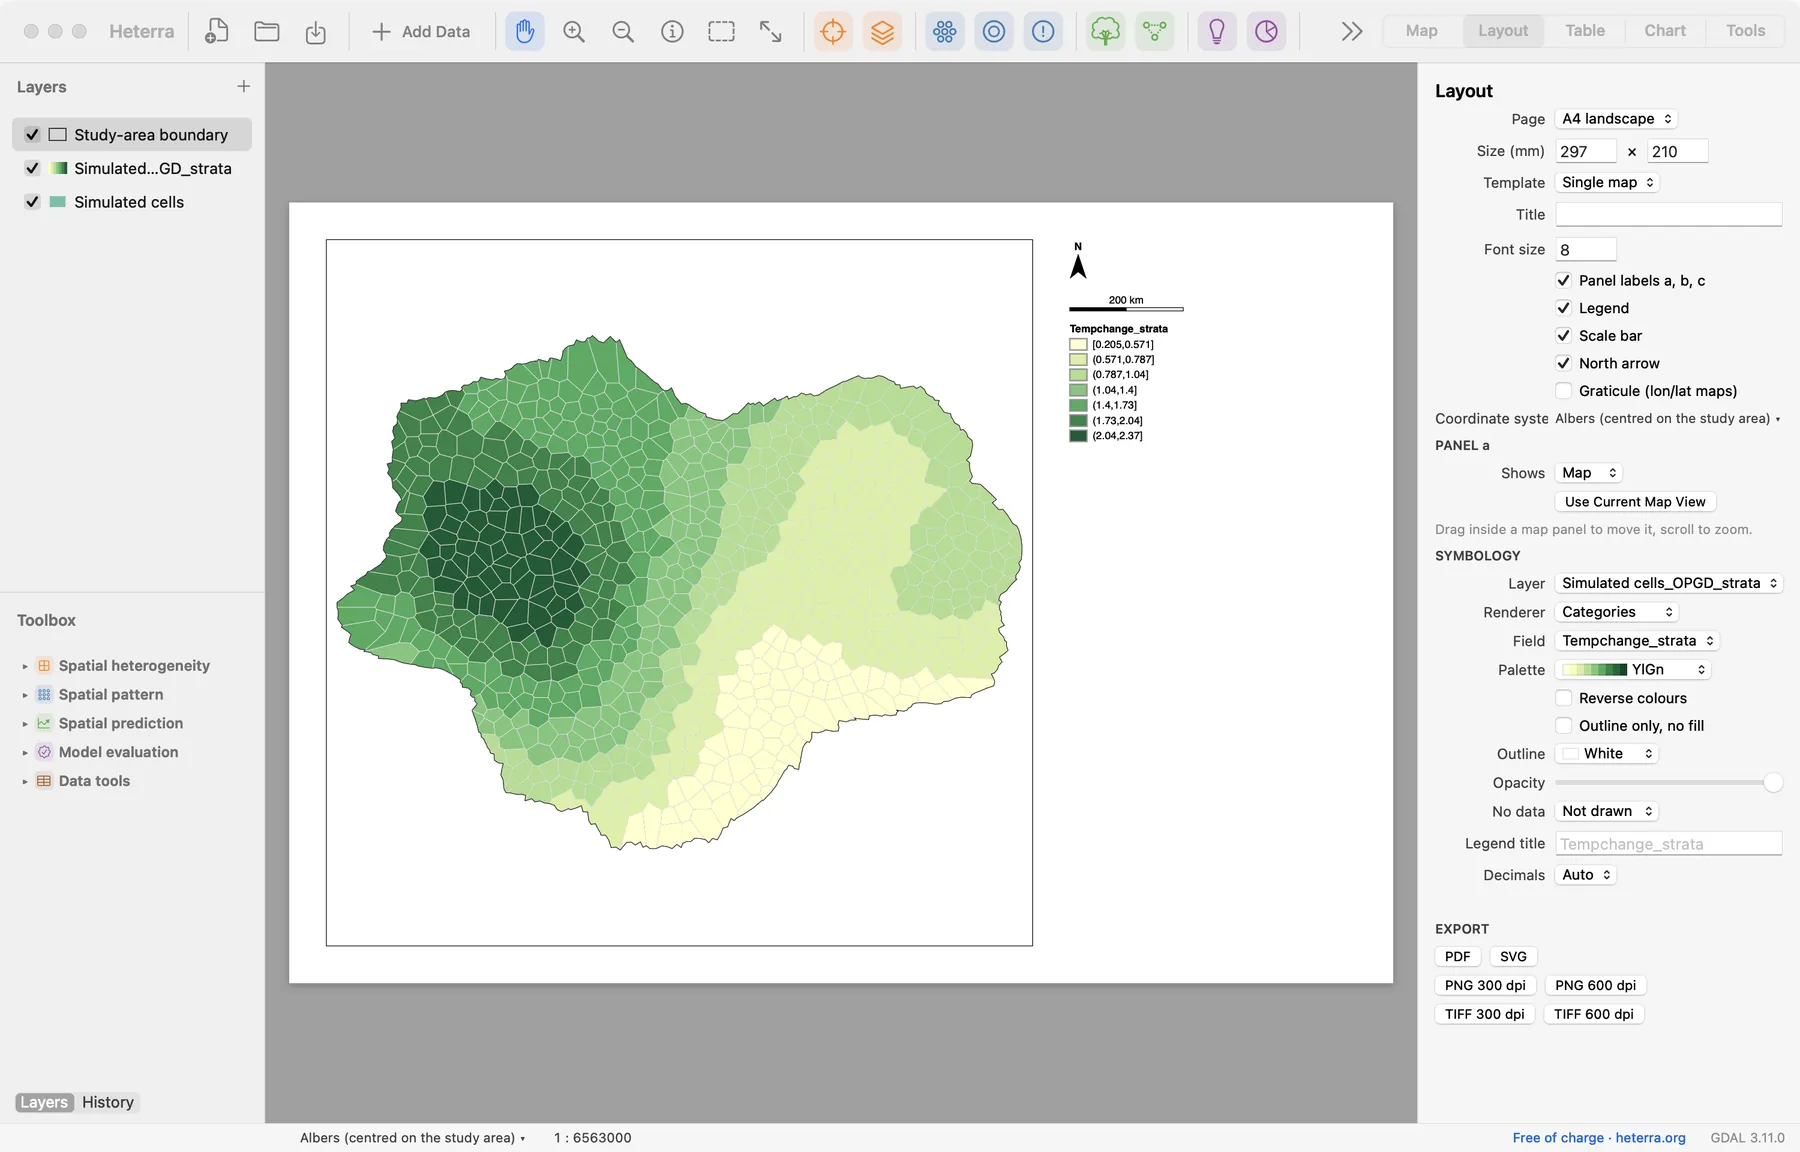 Heterra
Add Data
Map
Layout
Table
Chart
Tools
Layers
Study-area boundary
Simulated...GD_strata
Simulated cells
Toolbox
Spatial heterogeneity
Spatial pattern
Spatial prediction
Model evaluation
Data tools
Layers
History
N
200 km
Tempchange_strata
[0.205,0.571]
(0.571,0.787]
(0.787,1.04]
(1.04,1.4]
(1.4,1.73]
(1.73,2.04]
(2.04,2.37]
Layout
Page A4 landscape
Size (mm) 297 × 210
Template Single map
Title
Font size 8
Panel labels a, b, c
Legend
Scale bar
North arrow
Graticule (lon/lat maps)
Coordinate syste Albers (centred on the study area)
PANEL a
Shows Map
Use Current Map View
Drag inside a map panel to move it, scroll to zoom.
SYMBOLOGY
Layer Simulated cells_OPGD_strata
Renderer Categories
Field Tempchange_strata
Palette YlGn
Reverse colours
Outline only, no fill
Outline White
Opacity
No data Not drawn
Legend title Tempchange_strata
Decimals Auto
EXPORT
PDF SVG
PNG 300 dpi PNG 600 dpi
TIFF 300 dpi TIFF 600 dpi
Albers (centred on the study area) 1 : 6563000
Free of charge · heterra.org GDAL 3.11.0